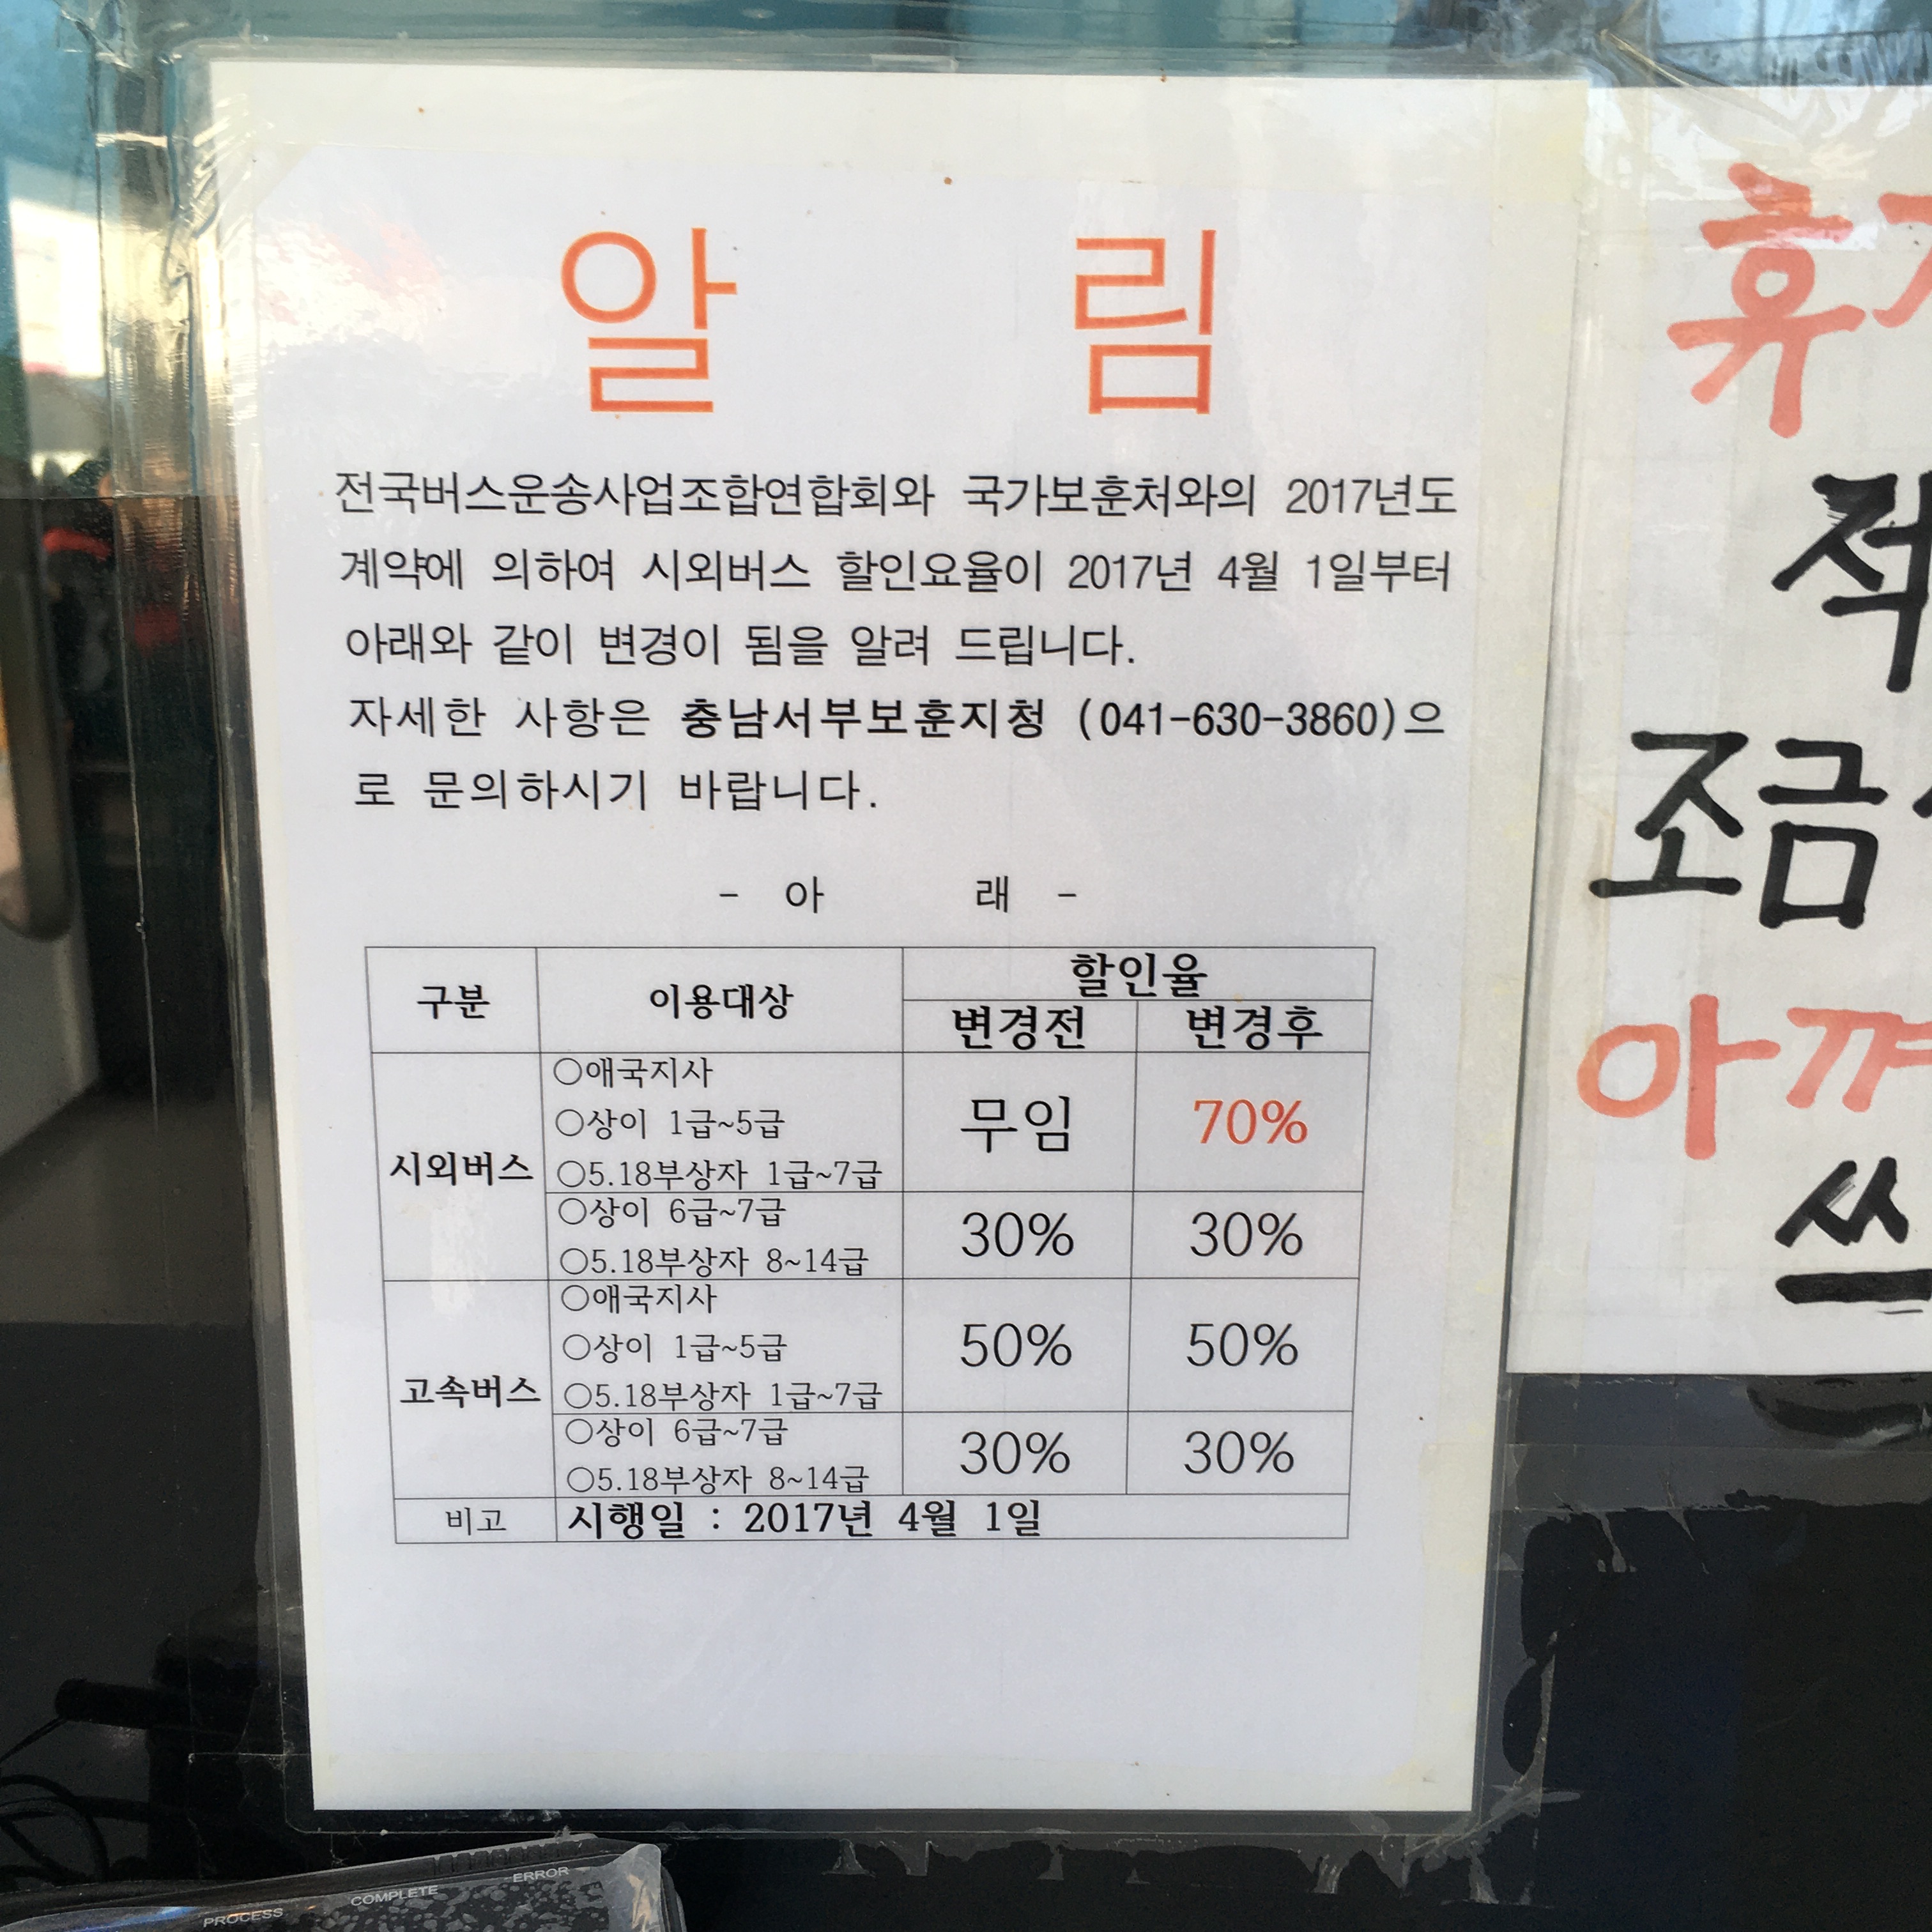 알 림
전국버스운송사업조합연합회와 국가보훈처와의 2017년도
계약에 의하여 시외버스 할인요율이 2017년 4월 1일부터
아래와 같이 변경이 됨을 알려 드립니다.
자세한 사항은 충남서부보훈지청 (041-630-3860)으
로 문의하시기 바랍니다.
- 아 래 -
구분 이용대상 할인율
변경전 변경후
시외버스
○애국지사
○상이 1급~5급
○5.18부상자 1급~7급
무임 70%
○상이 6급~7급
○5.18부상자 8~14급
30% 30%
고속버스
○애국지사
○상이 1급~5급
○5.18부상자 1급~7급
50% 50%
○상이 6급~7급
○5.18부상자 8~14급
30% 30%
비고 시행일 : 2017년 4월 1일
휴
적
조금
아껴
쓰
PROCESS COMPLETE ERROR